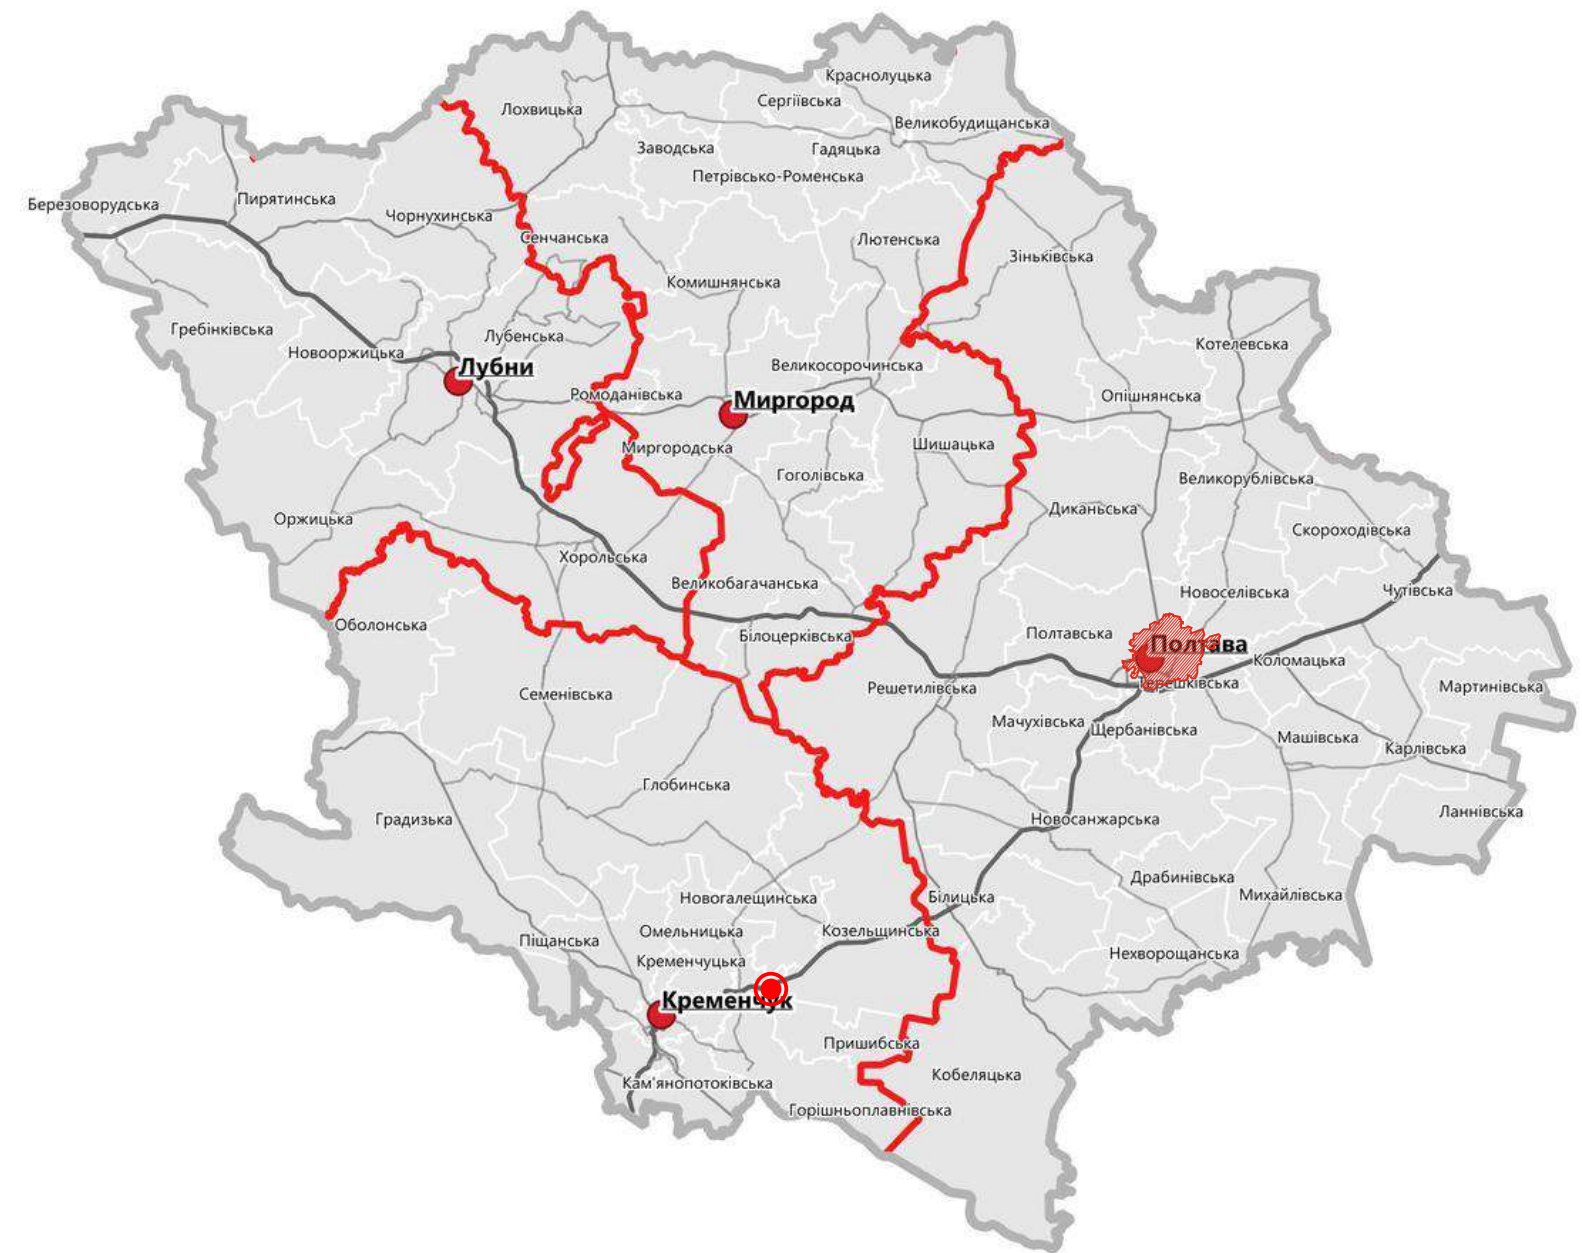 Краснолуцька
Сергіївська
Лохвицька
Великобудищанська
Заводська
Гадяцька
Петрівсько-Роменська
Пирятинська
Березоворудська
Чорнухинська
Сенчанська
Лютенська
Зіньківська
Комишнянська
Гребінківська
Лубенська
Котелевська
Новооржицька
Лубни
Великосорочинська
Ромоданівська
Опішнянська
Миргород
Миргородська
Шишацька
Гоголівська
Великорублівська
Диканьська
Оржицька
Скороходівська
Хорольська
Великобагачанська
Новоселівська
Чутівська
Оболонська
Білоцерківська
Полтавська
Полтава
Коломацька
Терешківська
Решетилівська
Мартинівська
Семенівська
Мачухівська
Щербанівська
Машівська
Карлівська
Глобинська
Градизька
Новосанжарська
Ланнівська
Драбинівська
Михайлівська
Новогалещинська
Білицька
Омельницька
Козельщинська
Піщанська
Кременчуцька
Нехворощанська
Кременчук
Пришибська
Кобеляцька
Кам'янопотоківська
Горішньоплавнівська